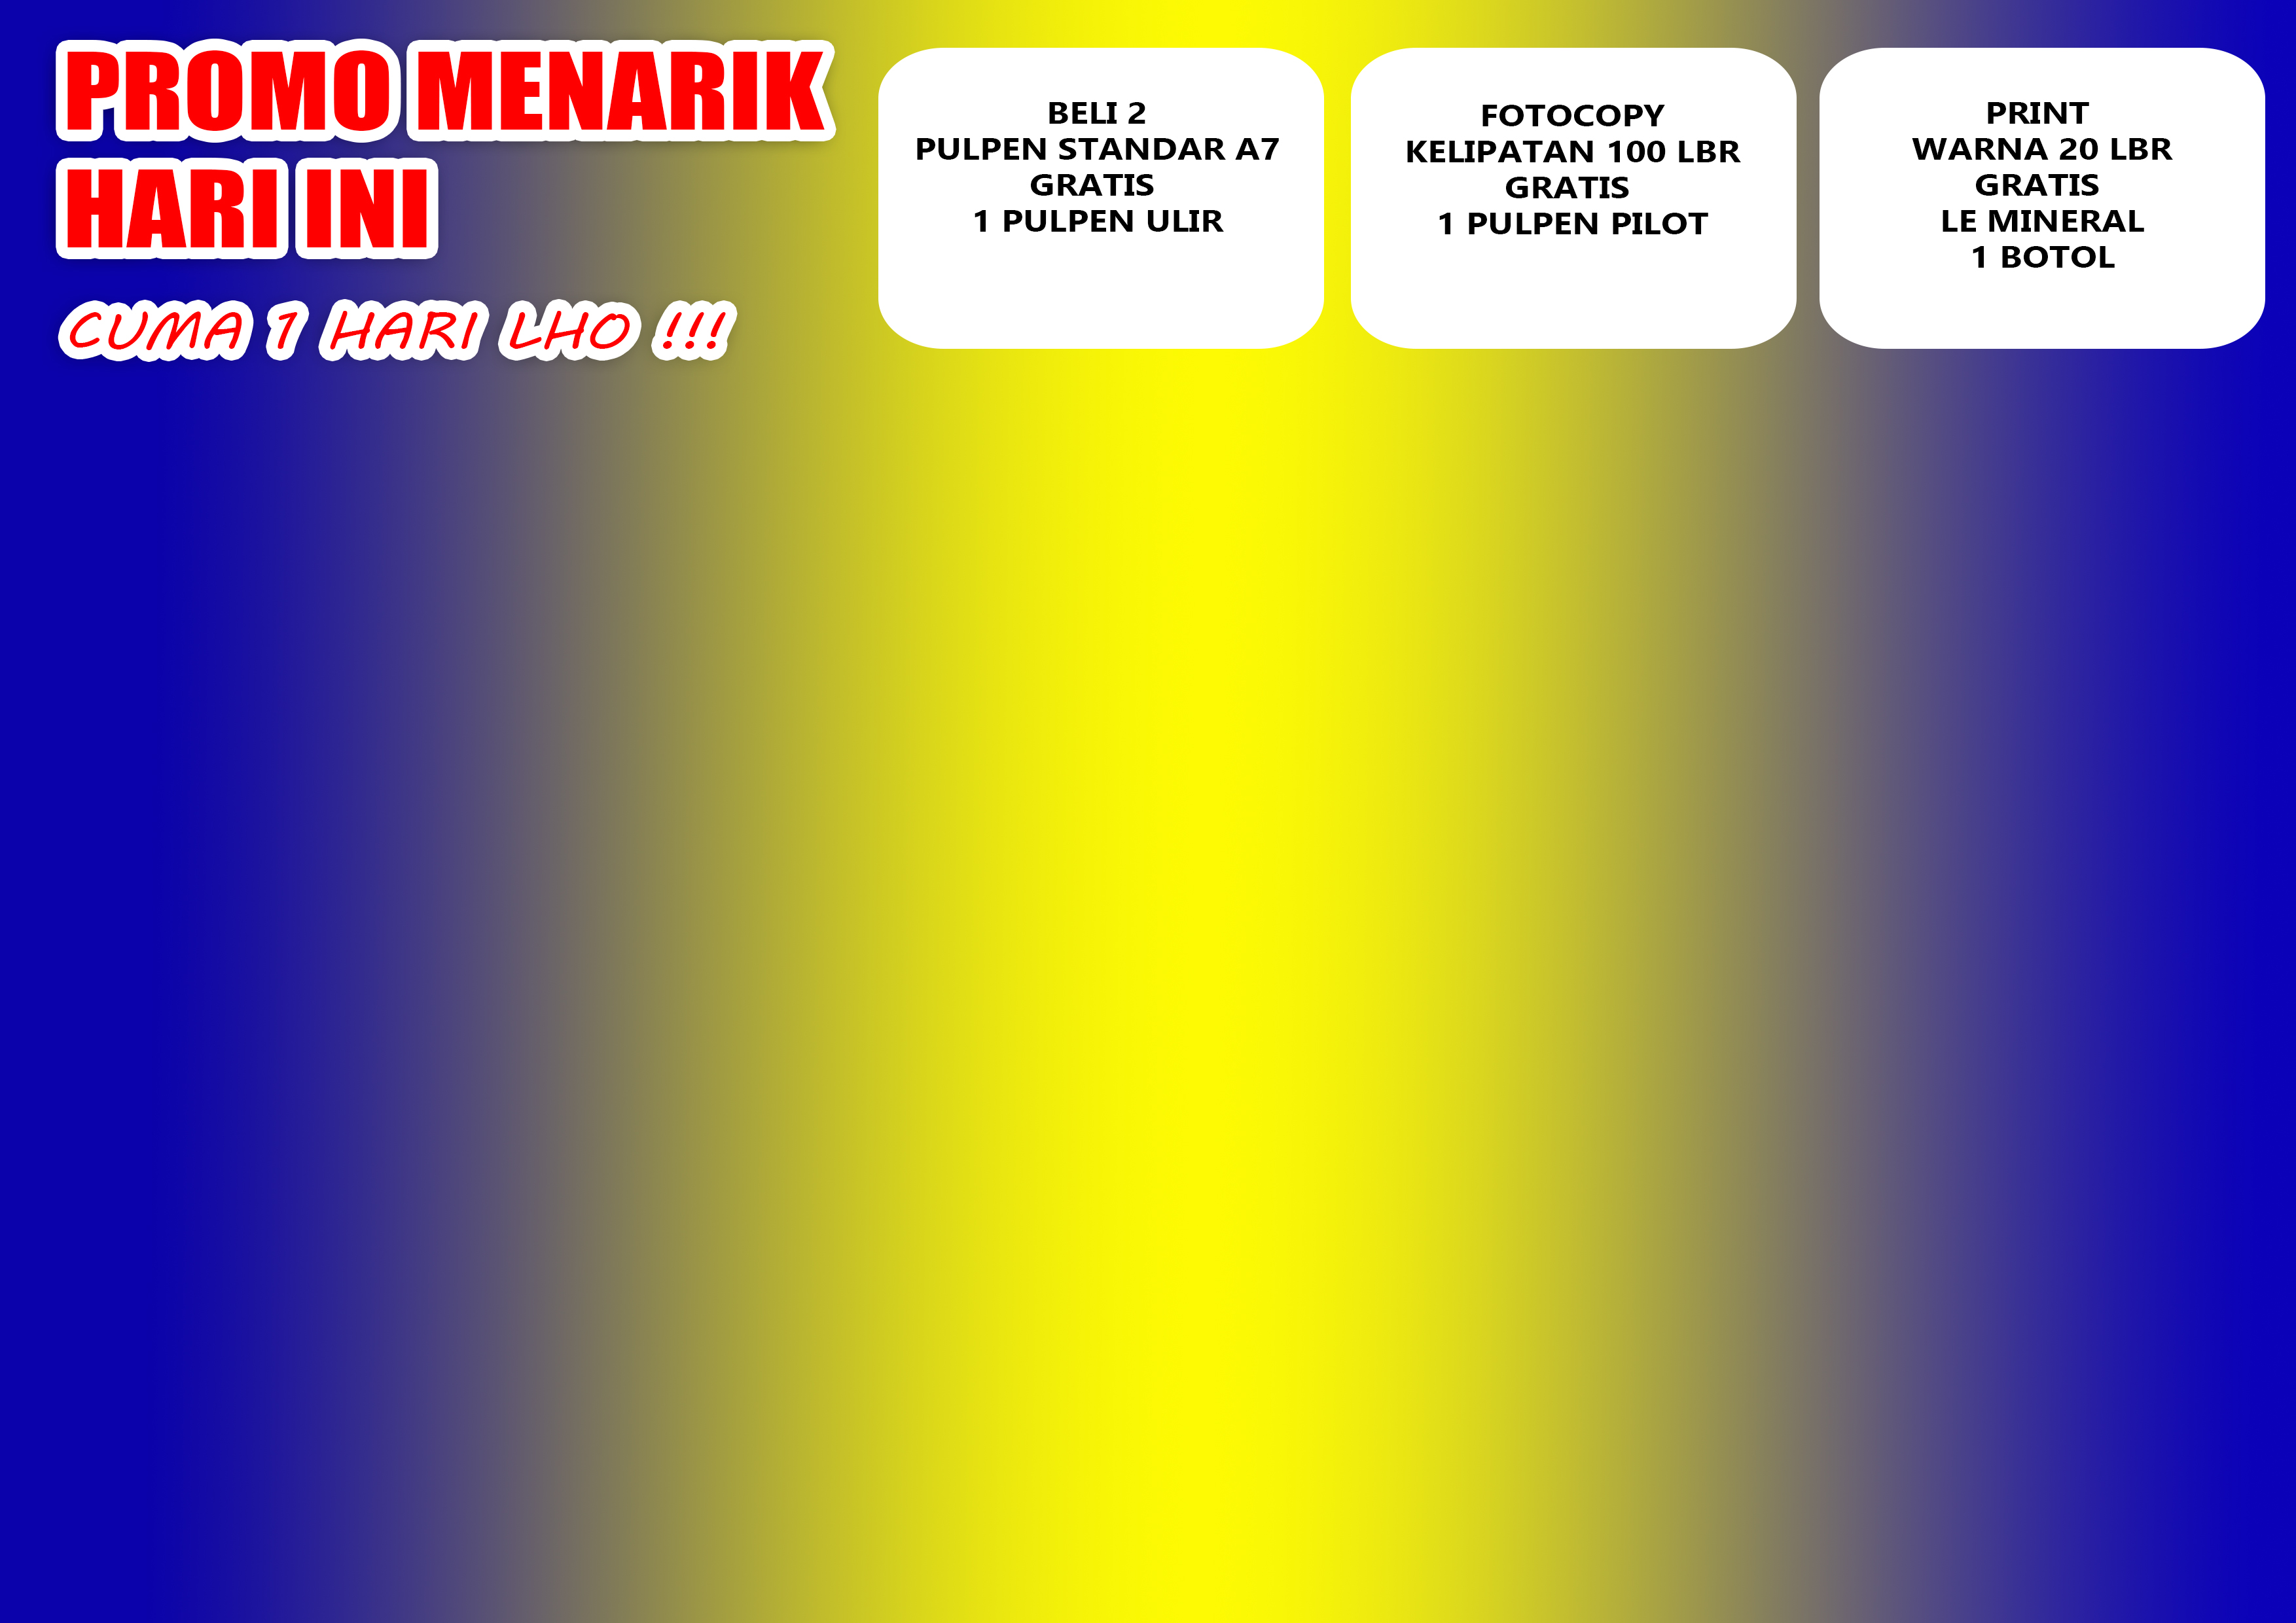 PROMO MENARIK
HARI INI
CUMA 1 HARI LHO !!!
BELI 2
PULPEN STANDAR A7
GRATIS
1 PULPEN ULIR
FOTOCOPY
KELIPATAN 100 LBR
GRATIS
1 PULPEN PILOT
PRINT
WARNA 20 LBR
GRATIS
LE MINERAL
1 BOTOL